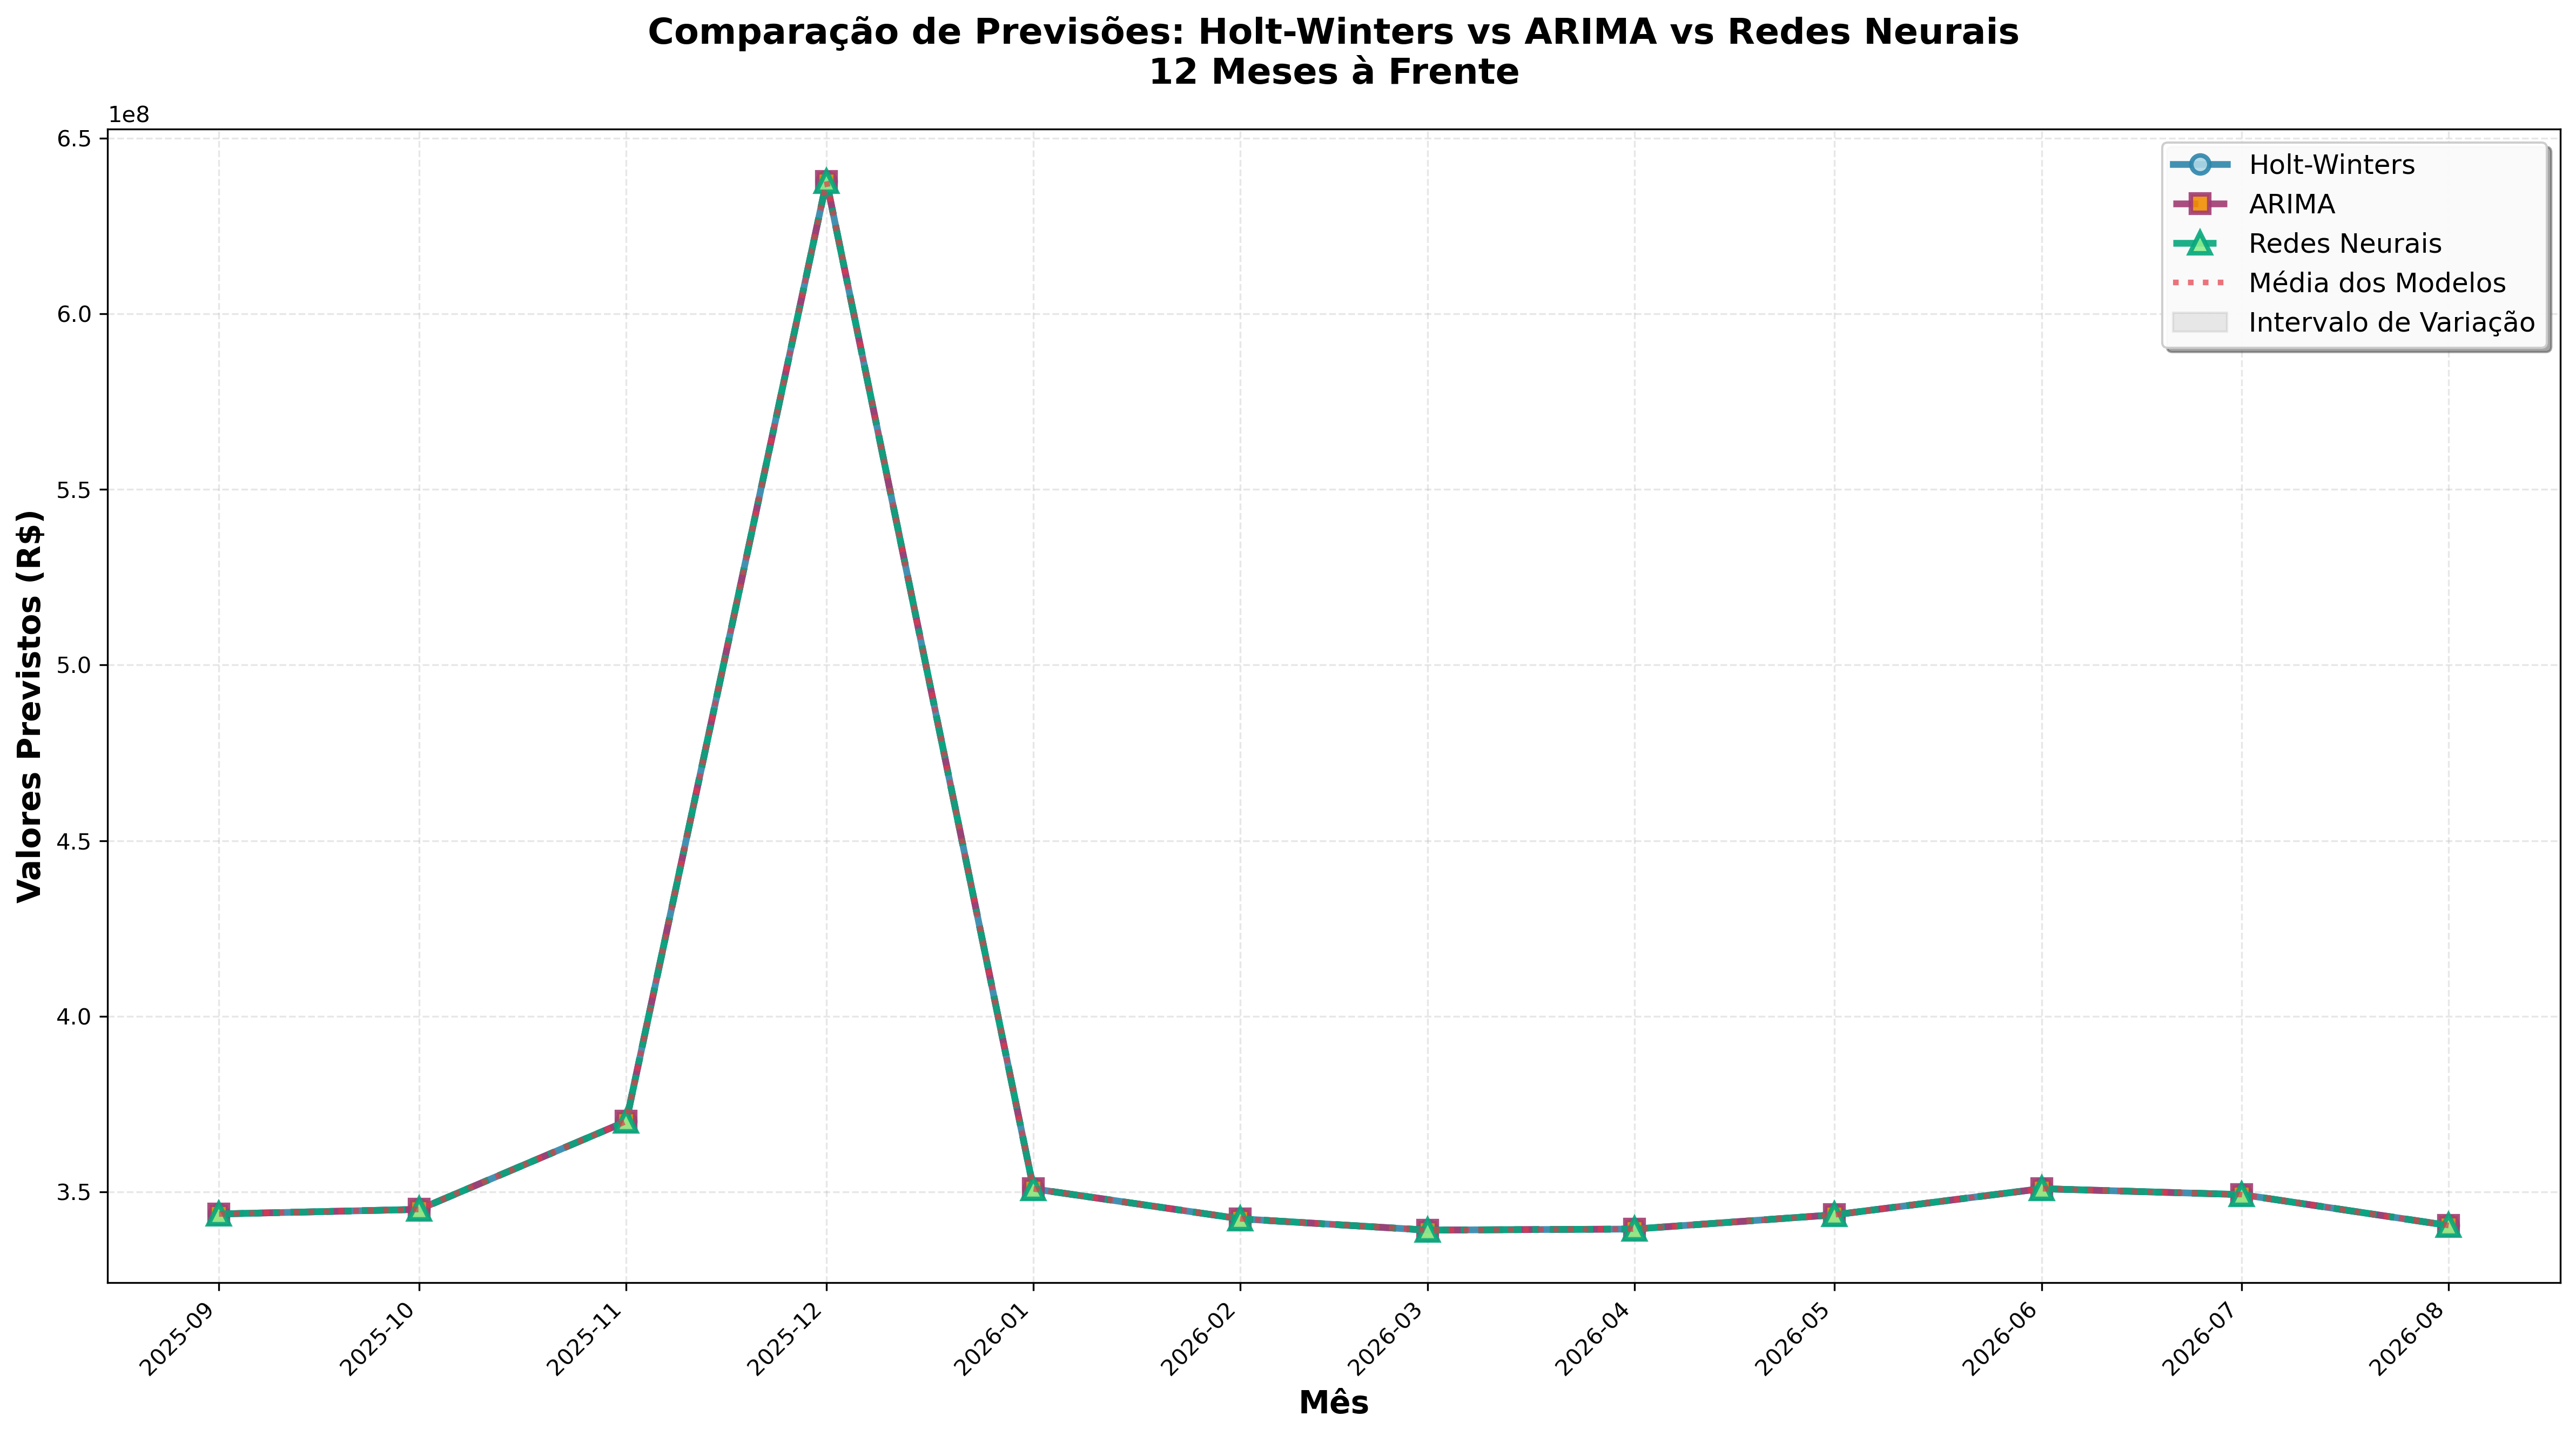 Comparação de Previsões: Holt-Winters vs ARIMA vs Redes Neurais
12 Meses à Frente
1e8
6.5
6.0
5.5
5.0
4.5
4.0
3.5
Valores Previstos (R$)
Holt-Winters
ARIMA
Redes Neurais
Média dos Modelos
Intervalo de Variação
2025-09
2025-10
2025-11
2025-12
2026-01
2026-02
2026-03
2026-04
2026-05
2026-06
2026-07
2026-08
Mês